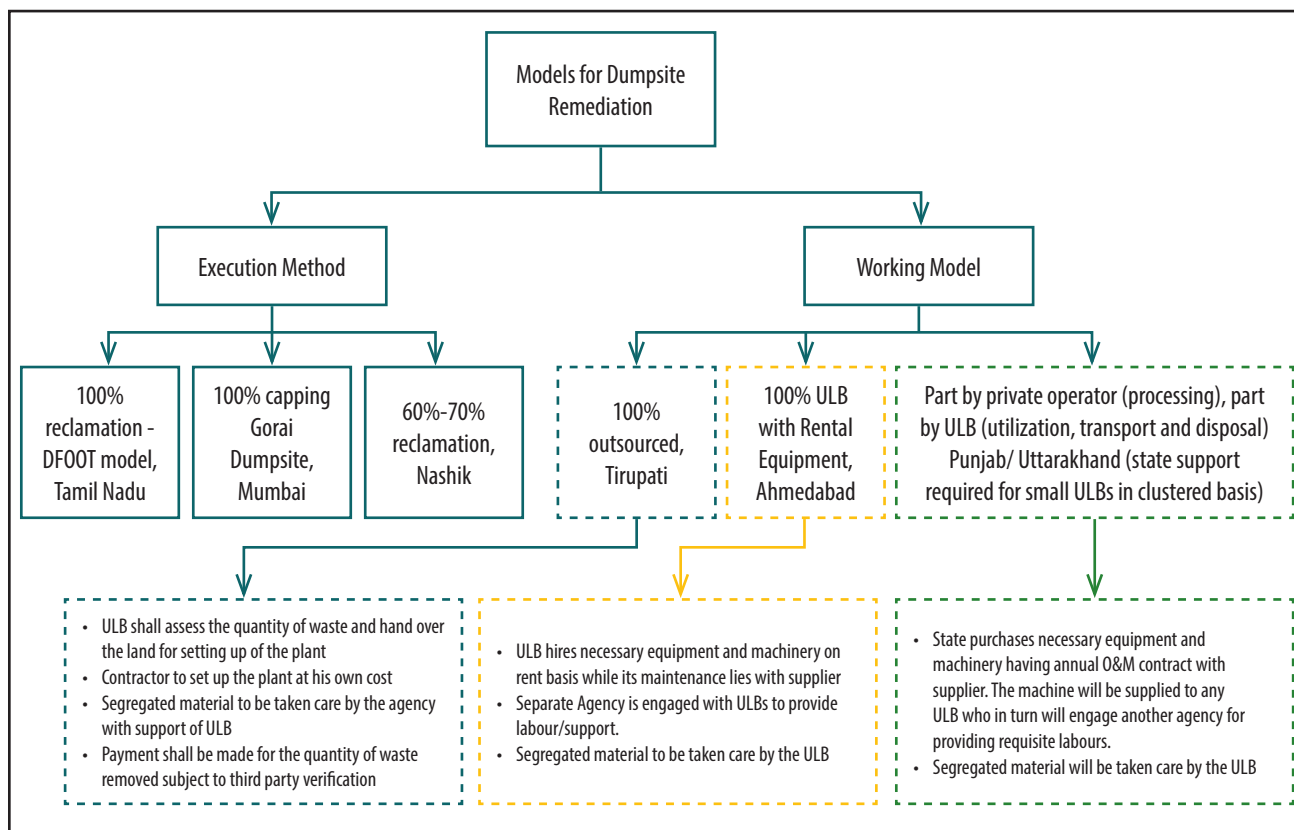 Models for Dumpsite
Remediation
Execution Method
Working Model
100%
reclamation -
DFOOT model,
Tamil Nadu
100% capping
Gorai
Dumpsite,
Mumbai
60%-70%
reclamation,
Nashik
100%
outsourced,
Tirupati
100% ULB
with Rental
Equipment,
Ahmedabad
Part by private operator (processing), part
by ULB (utilization, transport and disposal)
Punjab/ Uttarakhand (state support
required for small ULBs in clustered basis)
• ULB shall assess the quantity of waste and hand over
the land for setting up of the plant
• Contractor to set up the plant at his own cost
• Segregated material to be taken care by the agency
with support of ULB
• Payment shall be made for the quantity of waste
removed subject to third party verification
• ULB hires necessary equipment and machinery on
rent basis while its maintenance lies with supplier
• Separate Agency is engaged with ULBs to provide
labour/support.
• Segregated material to be taken care by the ULB
• State purchases necessary equipment and
machinery having annual O&M contract with
supplier. The machine will be supplied to any
ULB who in turn will engage another agency for
providing requisite labours.
• Segregated material will be taken care by the ULB